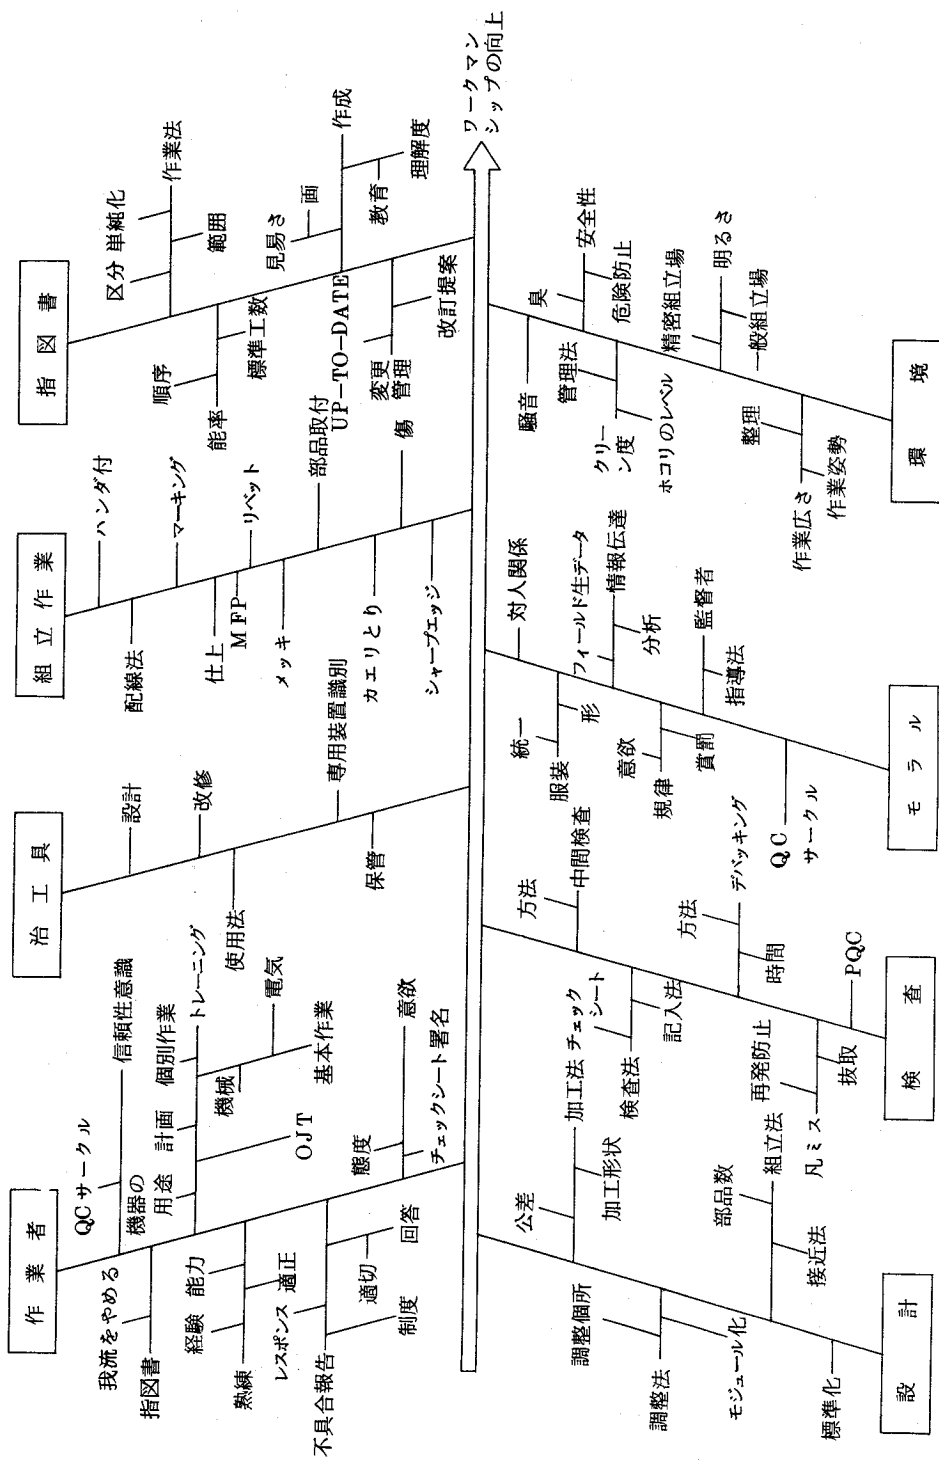 ワークマン
シップの向上
作業者
QCサークル
信頼性意識
我流をやめる
指図書
機器の
用途
計画
個別作業
トレーニング
機械
電気
基本作業
OJT
経験
能力
熟練
適正
レスポンス
不具合報告
適切
回答
制度
態度
意欲
チェックシート署名
治工具
設計
改修
使用法
専用装置識別
保管
組立作業
ハンダ付
配線法
マーキング
仕上
MFP
リベット
メッキ
部品取付
カエリとり
傷
シャープエッジ
指図書
区分
単純化
作業法
範囲
順序
能率
標準工数
見易さ
画
作成
教育
理解度
UP-TO-DATE
変更
管理
改訂提案
設計
公差
加工法
加工形状
調整個所
調整法
モジュール化
部品数
組立法
接近法
標準化
検査
方法
中間検査
チェック
シート
検査法
記入法
方法
デバッキング
時間
再発防止
凡ミス
抜取
PQC
モラル
対人関係
統一
服装
形
フィールド生データ
情報伝達
分析
意欲
規律
賞罰
監督者
指導法
QC
サークル
環境
騒音
臭
安全性
危険防止
管理法
クリー
ン度
ホコリのレベル
精密組立場
明るさ
一般組立場
整理
作業広さ
作業姿勢